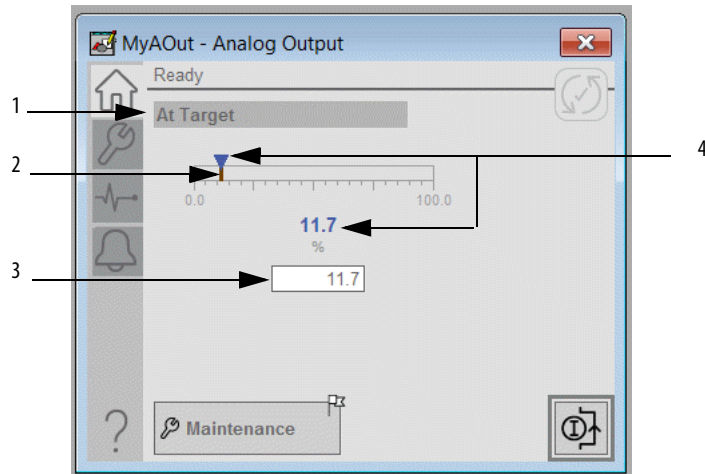 MyAOut - Analog Output
Ready
1
At Target
4
2
0.0
100.0
11.7
%
3
11.7
?
Maintenance